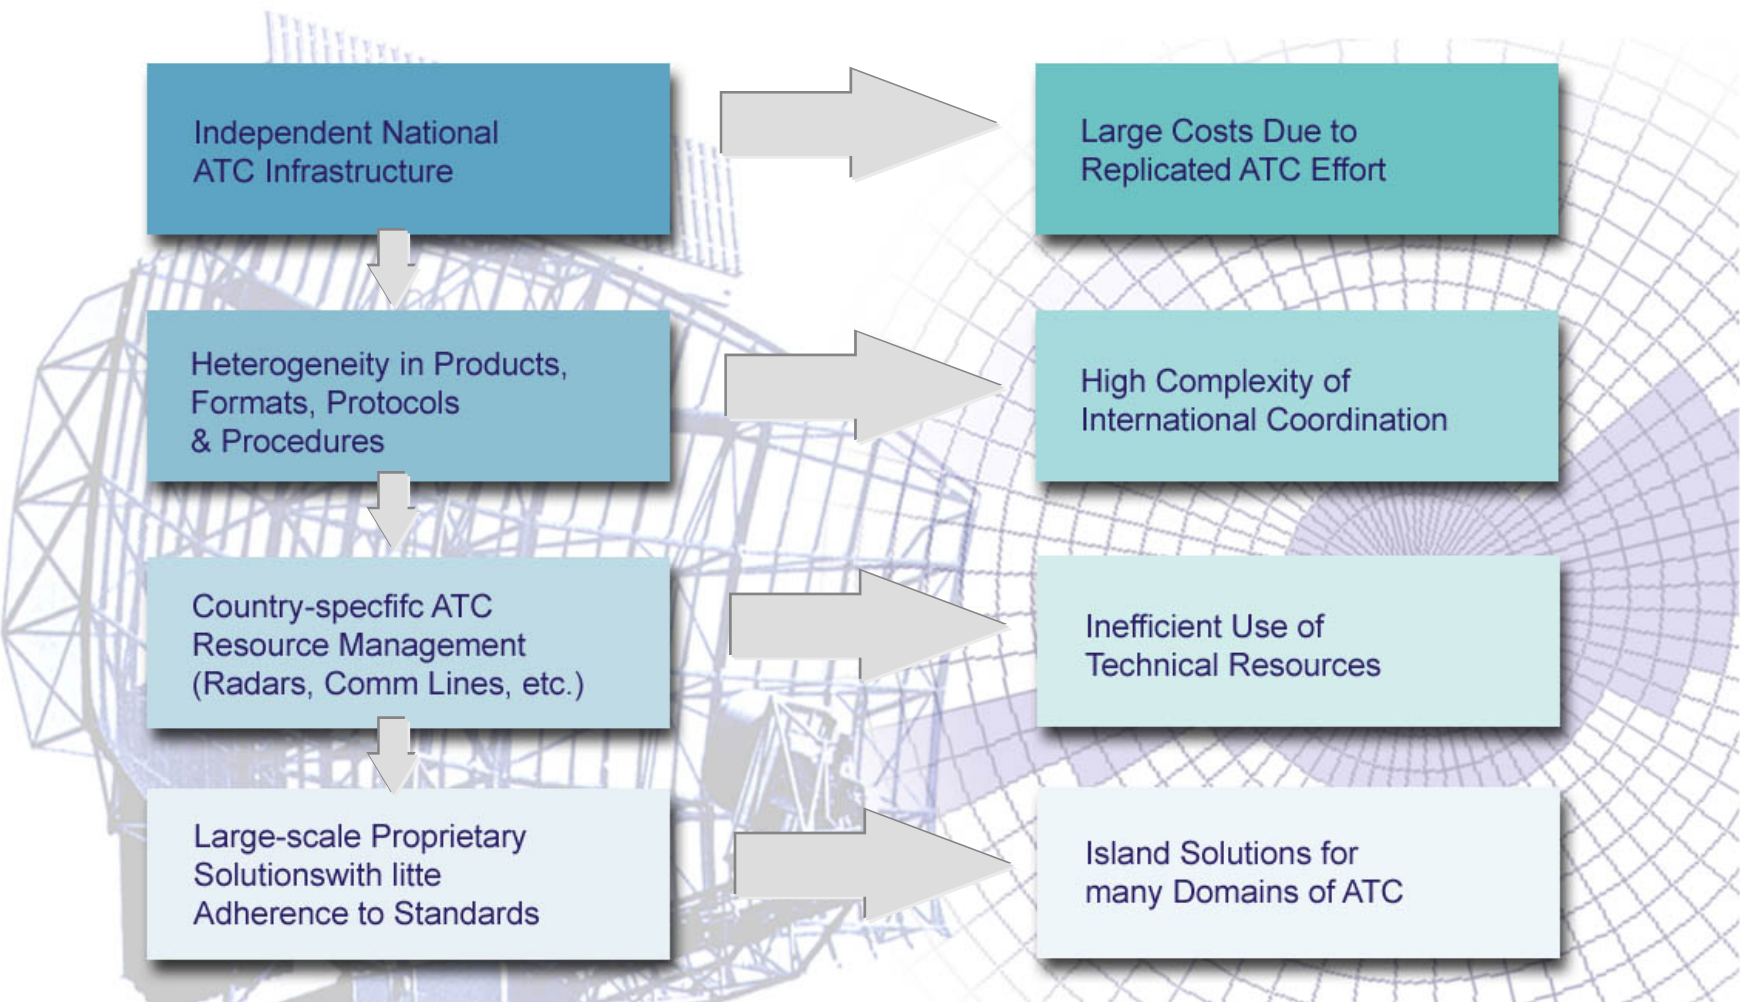 Independent National
ATC Infrastructure
Large Costs Due to
Replicated ATC Effort
Heterogeneity in Products,
Formats, Protocols
& Procedures
High Complexity of
International Coordination
Country-specfifc ATC
Resource Management
(Radars, Comm Lines, etc.)
Inefficient Use of
Technical Resources
Large-scale Proprietary
Solutionswith litte
Adherence to Standards
Island Solutions for
many Domains of ATC